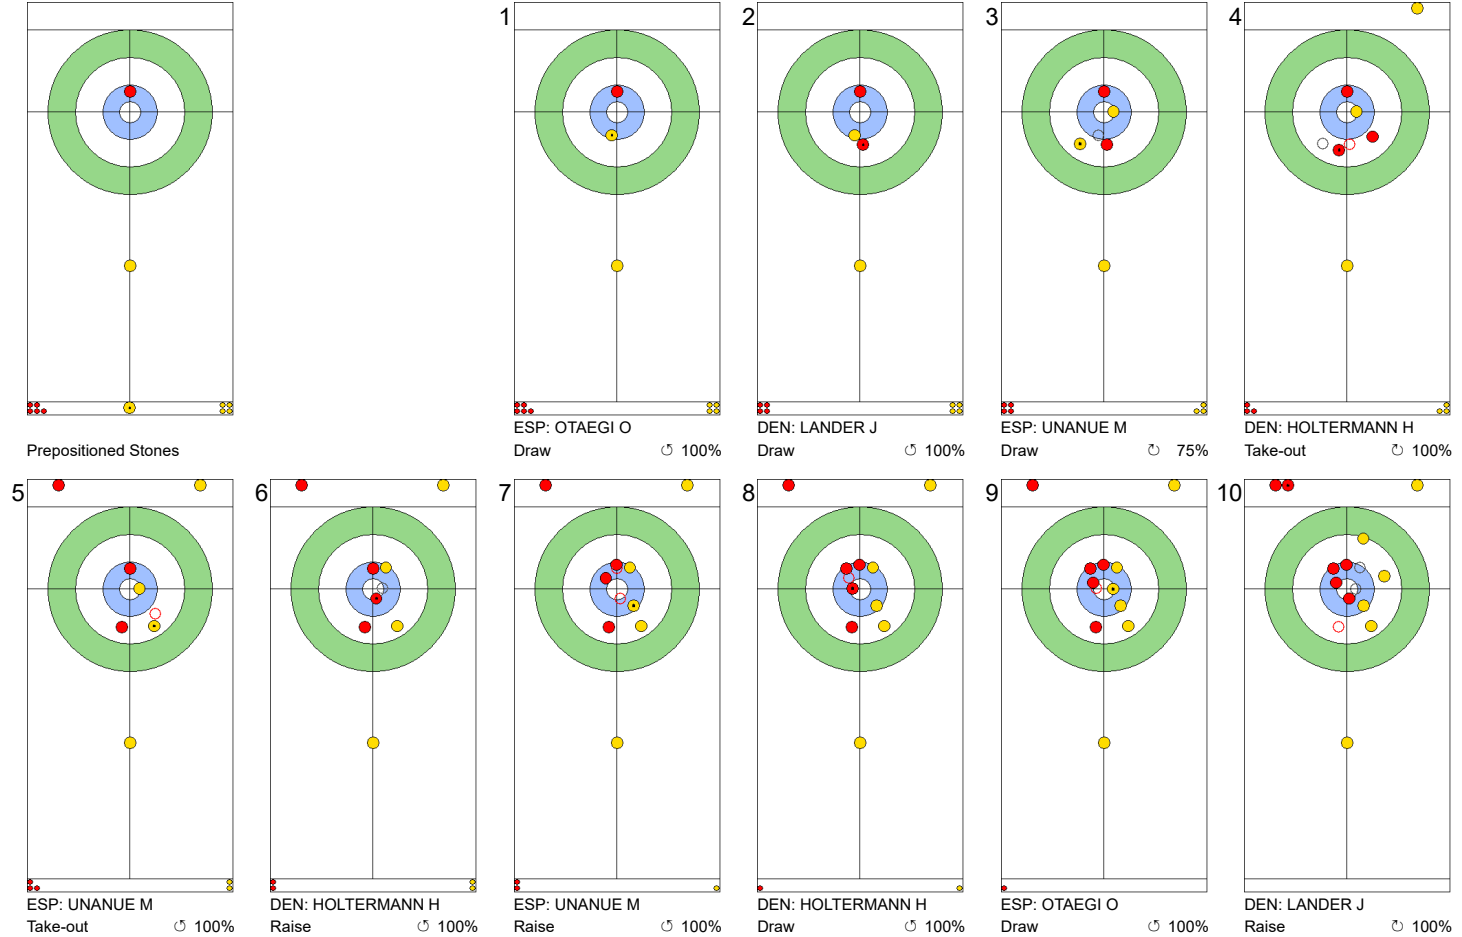 1
2
3
4
Prepositioned Stones
ESP: OTAEGI O
Draw 100%
DEN: LANDER J
Draw 100%
ESP: UNANUE M
Draw 75%
DEN: HOLTERMANN H
Take-out 100%
5
6
7
8
9
10
ESP: UNANUE M
Take-out 100%
DEN: HOLTERMANN H
Raise 100%
ESP: UNANUE M
Raise 100%
DEN: HOLTERMANN H
Draw 100%
ESP: OTAEGI O
Draw 100%
DEN: LANDER J
Raise 100%